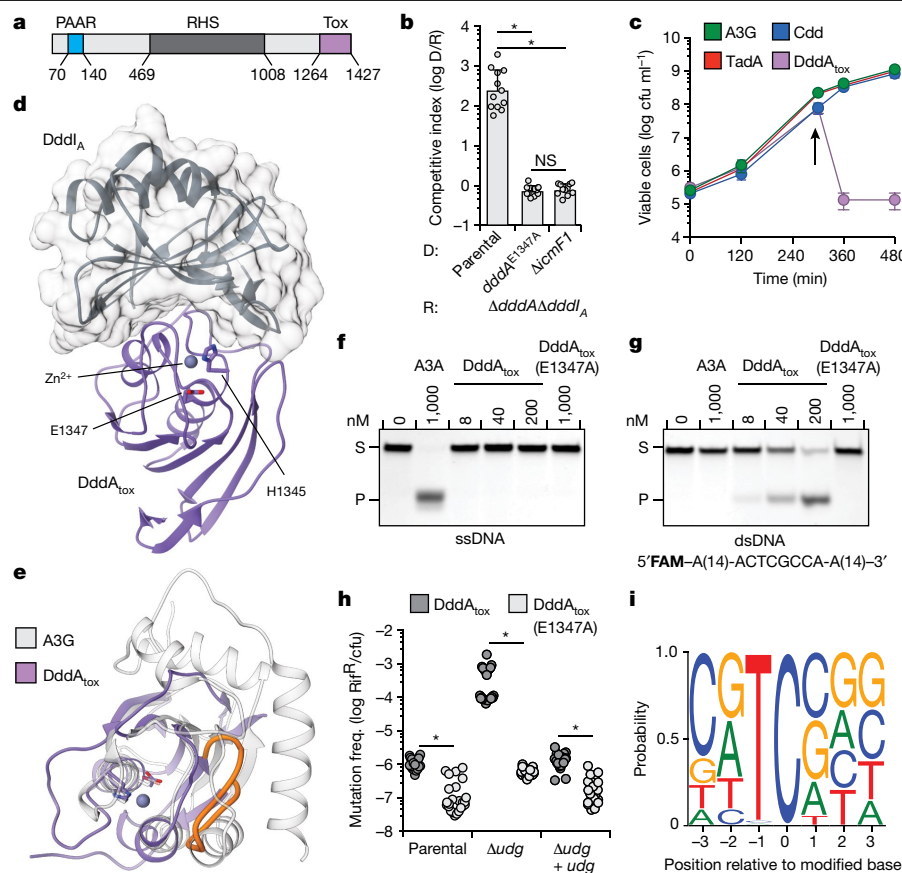 a
PAAR RHS Tox
70 140 469 1008 1264 1427
b
Competitive index (log D/R)
4
3
2
1
0
−1
*
*
NS
D: Parental dddA^E1347A ΔicmF1
R: ΔdddAΔdddI_A
c
A3G Cdd
TadA DddA_tox
Viable cells (log cfu ml⁻¹)
10
9
8
7
6
5
4
0 120 240 360 480
Time (min)
d
DddI_A
Zn²⁺
E1347
DddA_tox
H1345
e
A3G
DddA_tox
f
A3A DddA_tox DddA_tox (E1347A)
nM 0 1,000 8 40 200 1,000
S
P
ssDNA
g
A3A DddA_tox DddA_tox (E1347A)
nM 0 1,000 8 40 200 1,000
S
P
dsDNA
5′FAM–A(14)-ACTCGCCA-A(14)–3′
h
DddA_tox DddA_tox (E1347A)
Mutation freq. (log Rif^R/cfu)
−2
−3
−4
−5
−6
−7
−8
*
*
*
Parental Δudg Δudg + udg
i
Probability
1.0
0.5
0
C G T C C G G
G A G A C
T T A C T
A C T T A
−3 −2 −1 0 1 2 3
Position relative to modified base